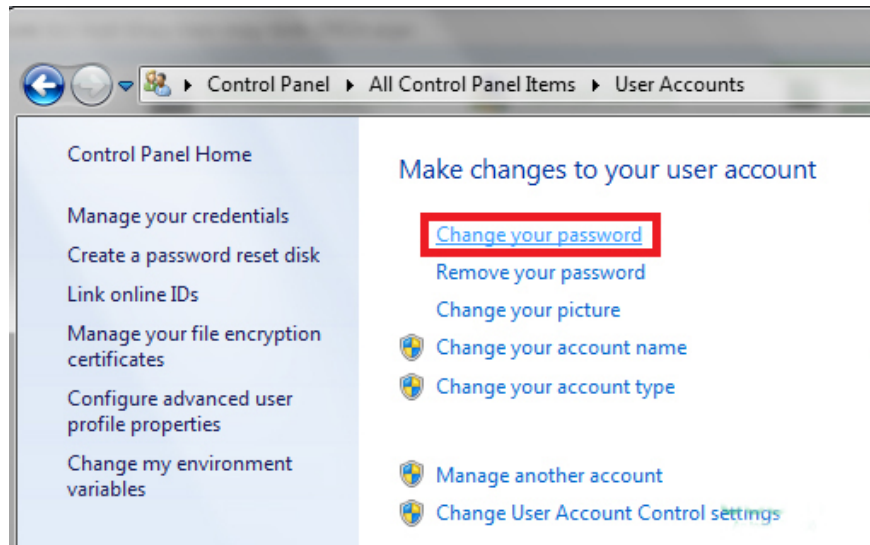 Control Panel ▸ All Control Panel Items ▸ User Accounts
Control Panel Home
Manage your credentials
Create a password reset disk
Link online IDs
Manage your file encryption
certificates
Configure advanced user
profile properties
Change my environment
variables
Make changes to your user account
Change your password
Remove your password
Change your picture
Change your account name
Change your account type
Manage another account
Change User Account Control settings